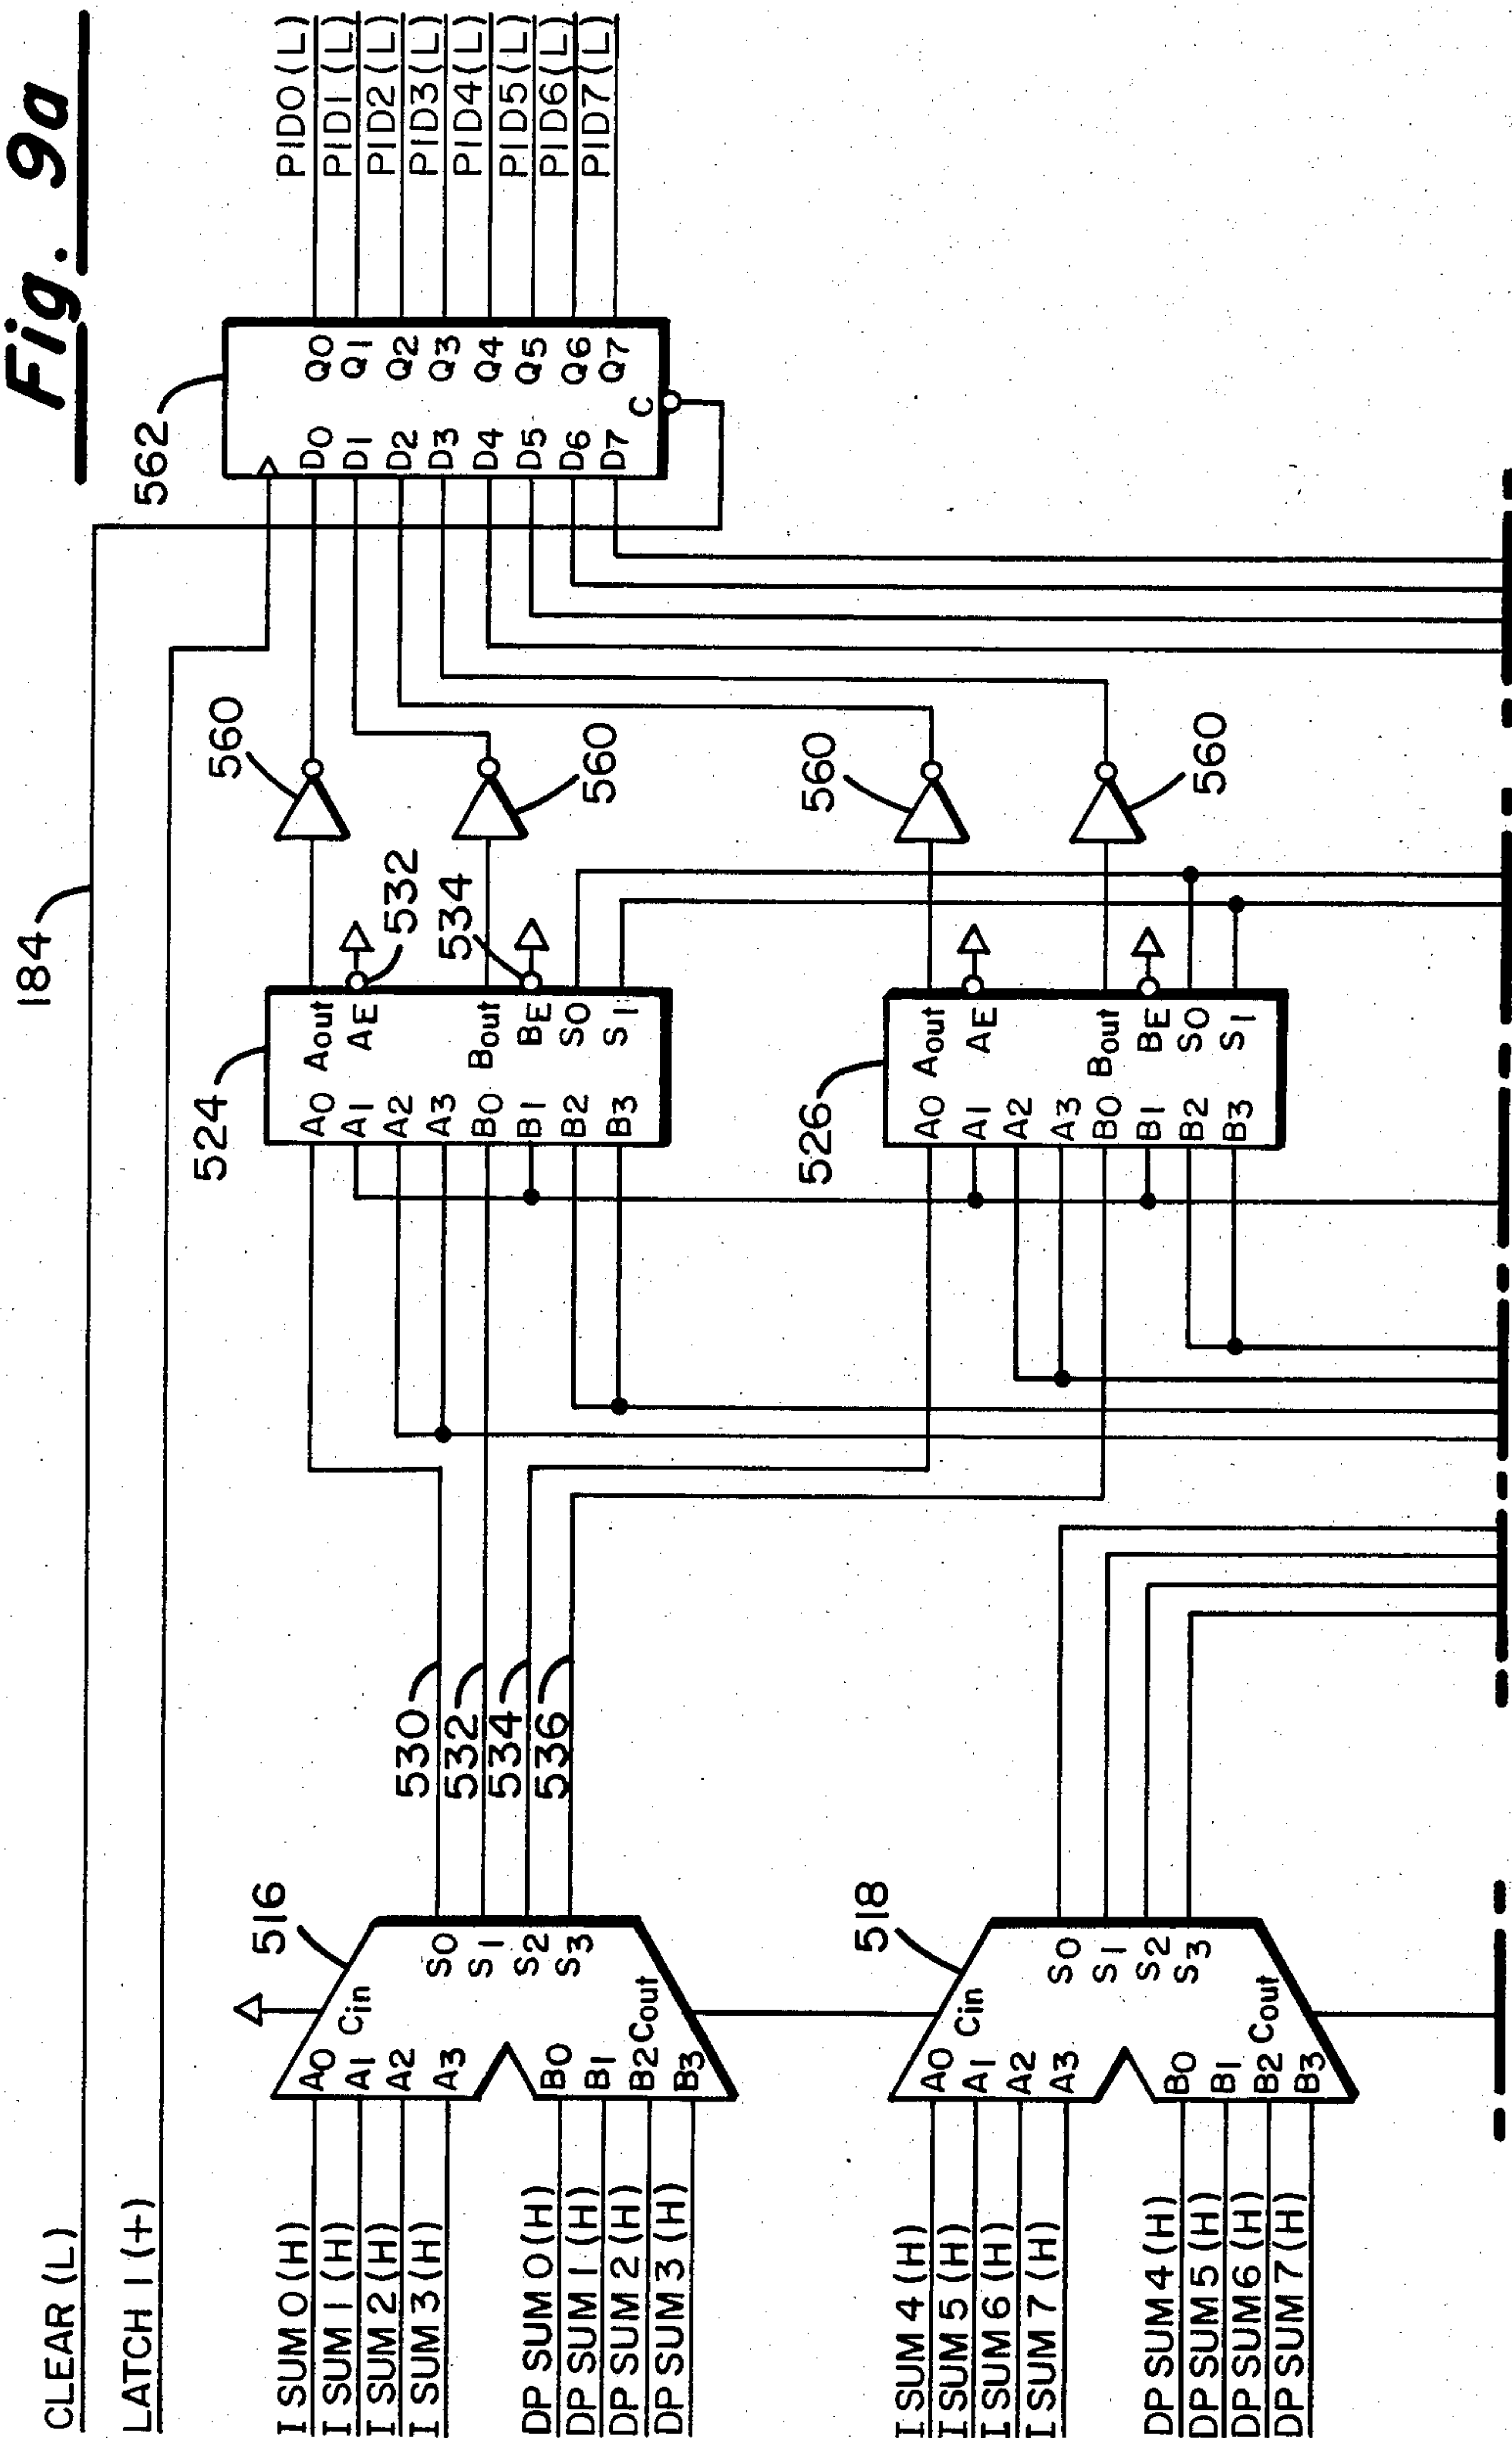 Fig. 9a
184
CLEAR (L)
LATCH 1 (+)
I SUM 0 (H)
I SUM 1 (H)
I SUM 2 (H)
I SUM 3 (H)
DP SUM 0 (H)
DP SUM 1 (H)
DP SUM 2 (H)
DP SUM 3 (H)
516
Cin
A0
A1
A2
A3
B0
B1
B2
B3
Cout
S0
S1
S2
S3
530
532
534
536
524
A0
A1
A2
A3
B0
B1
B2
B3
Aout
AE
Bout
BE
S0
S1
532
534
560
560
562
D0
D1
D2
D3
D4
D5
D6
D7
Q0
Q1
Q2
Q3
Q4
Q5
Q6
Q7
C
PID0 (L)
PID1 (L)
PID2 (L)
PID3 (L)
PID4 (L)
PID5 (L)
PID6 (L)
PID7 (L)
I SUM 4 (H)
I SUM 5 (H)
I SUM 6 (H)
I SUM 7 (H)
DP SUM 4 (H)
DP SUM 5 (H)
DP SUM 6 (H)
DP SUM 7 (H)
518
Cin
A0
A1
A2
A3
B0
B1
B2
B3
Cout
S0
S1
S2
S3
526
A0
A1
A2
A3
B0
B1
B2
B3
Aout
AE
Bout
BE
S0
S1
560
560